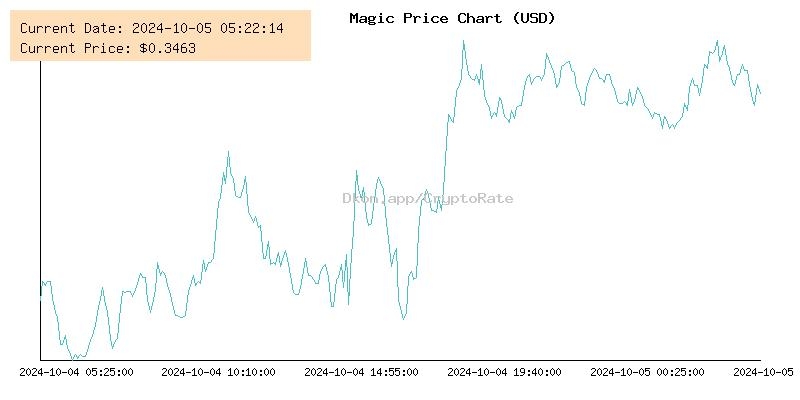 Magic Price Chart (USD)
Current Date: 2024-10-05 05:22:14
Current Price: $0.3463
Dkon.app/CryptoRate
2024-10-04 05:25:00 2024-10-04 10:10:00 2024-10-04 14:55:00 2024-10-04 19:40:00 2024-10-05 00:25:00 2024-10-05